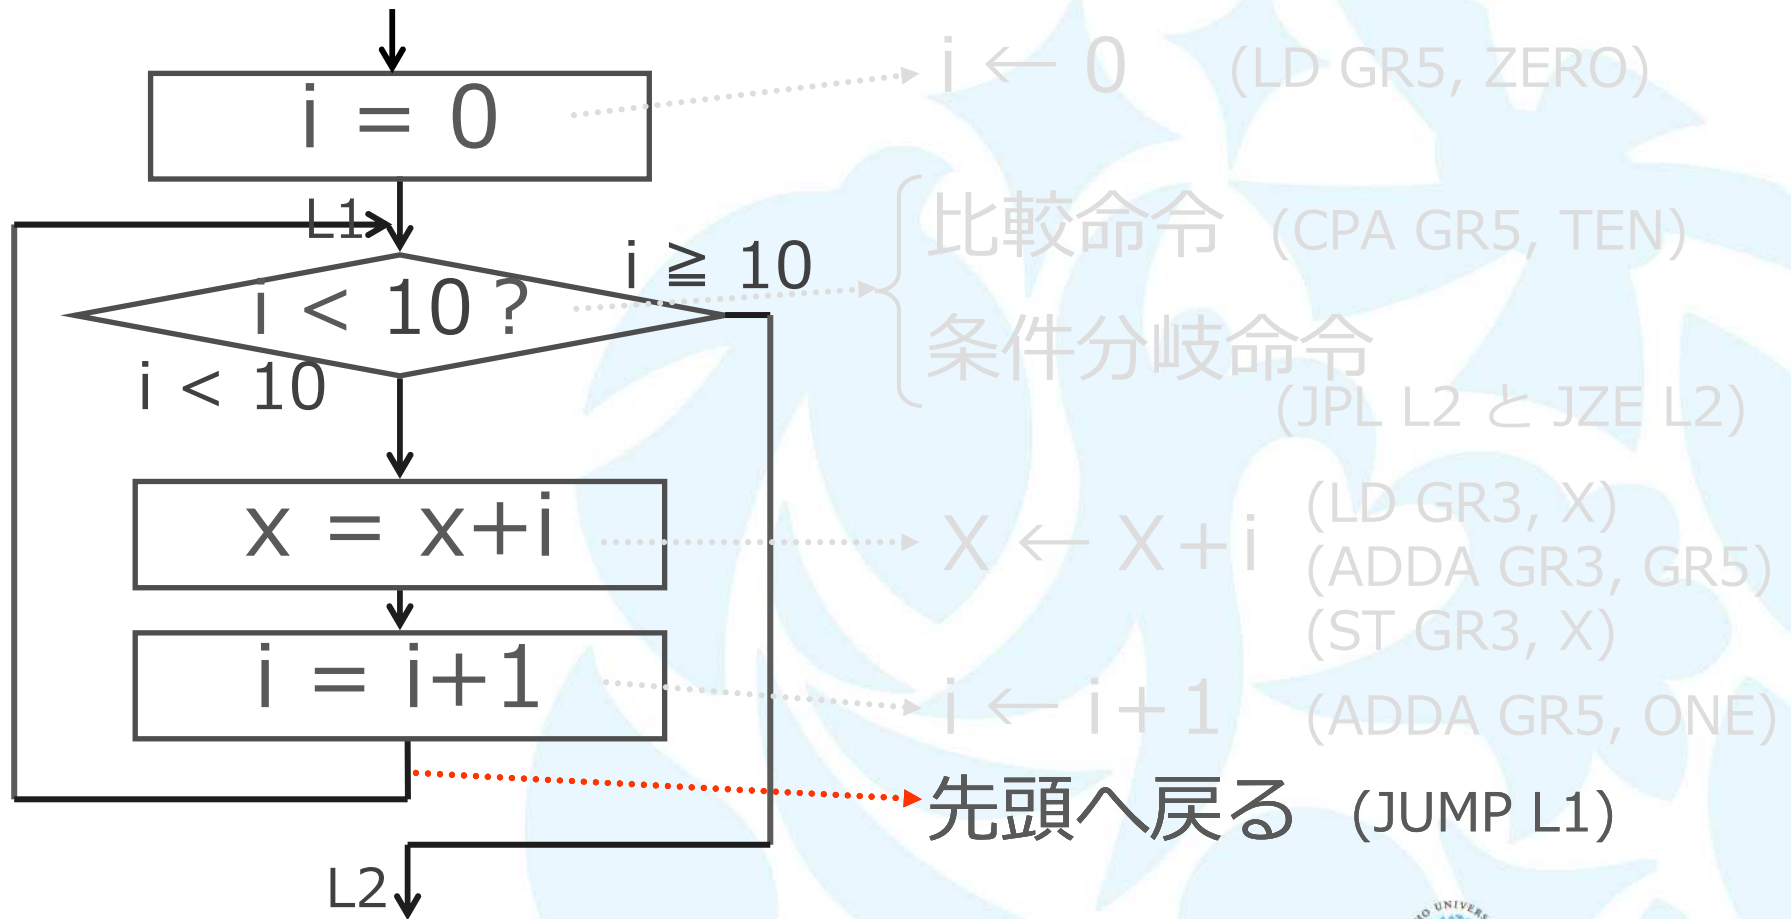 i = 0
i ← 0 (LD GR5, ZERO)
L1
i < 10 ?
i ≧ 10
i < 10
比較命令 (CPA GR5, TEN)
条件分岐命令
(JPL L2 と JZE L2)
x = x+i
X ← X + i
(LD GR3, X)
(ADDA GR3, GR5)
(ST GR3, X)
i = i+1
i ← i + 1 (ADDA GR5, ONE)
先頭へ戻る (JUMP L1)
L2